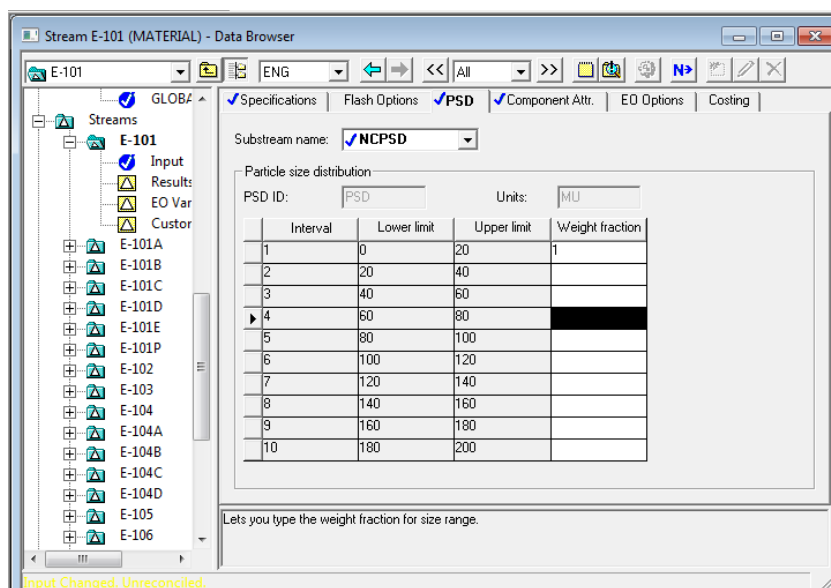 Stream E-101 (MATERIAL) - Data Browser
E-101 ENG << All >> N>
GLOBA
Streams
E-101
Input
Results
EO Var
Custor
E-101A
E-101B
E-101C
E-101D
E-101E
E-101P
E-102
E-103
E-104
E-104A
E-104B
E-104C
E-104D
E-105
E-106
Specifications Flash Options PSD Component Attr. EO Options Costing
Substream name: NCPSD
Particle size distribution
PSD ID: PSD Units: MU
Interval Lower limit Upper limit Weight fraction
1 0 20 1
2 20 40
3 40 60
4 60 80
5 80 100
6 100 120
7 120 140
8 140 160
9 160 180
10 180 200
Lets you type the weight fraction for size range.
Input Changed. Unreconciled.